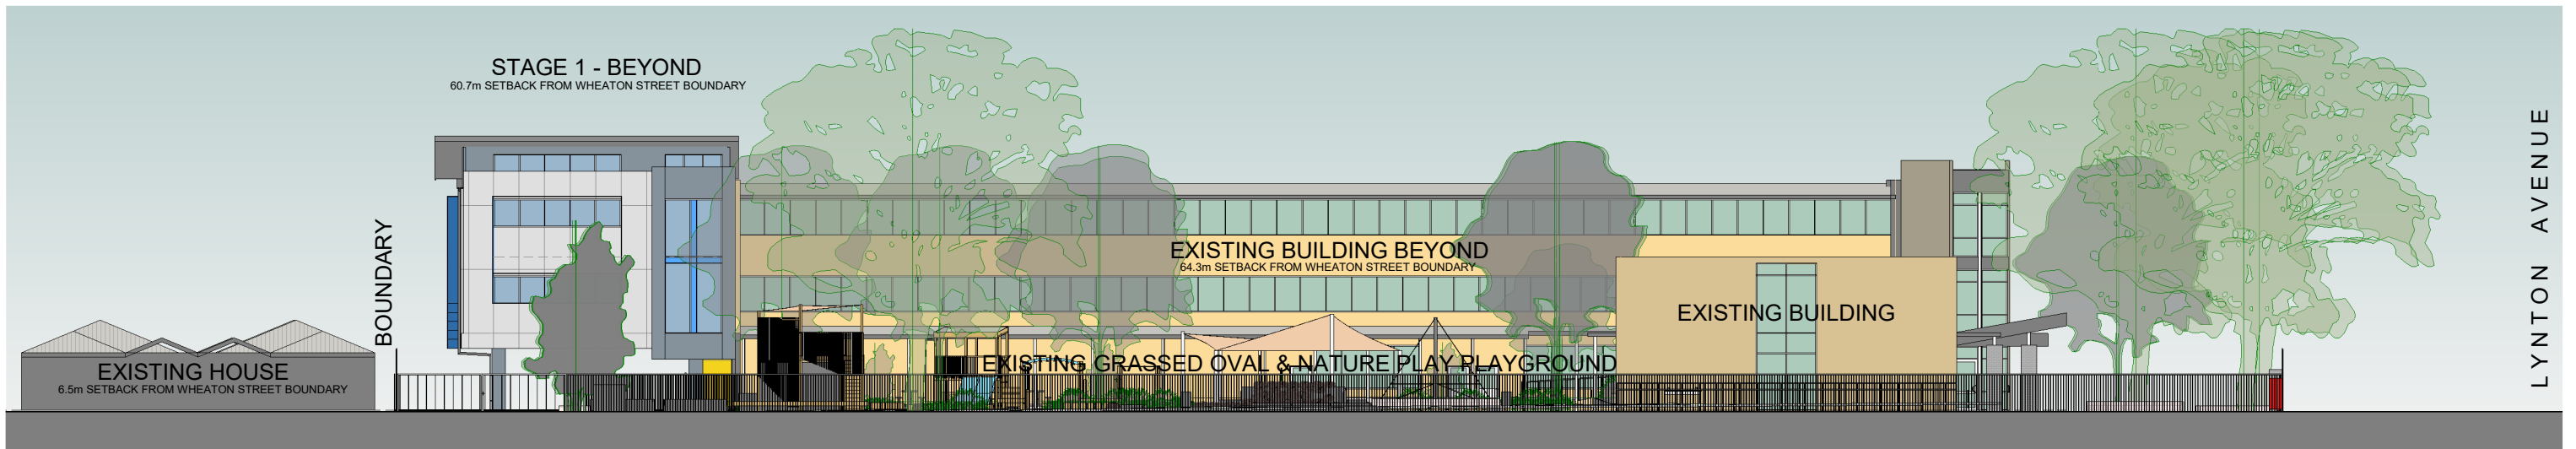 STAGE 1 - BEYOND
60.7m SETBACK FROM WHEATON STREET BOUNDARY
BOUNDARY
EXISTING HOUSE
6.5m SETBACK FROM WHEATON STREET BOUNDARY
EXISTING BUILDING BEYOND
64.3m SETBACK FROM WHEATON STREET BOUNDARY
EXISTING BUILDING
EXISTING GRASSED OVAL & NATURE PLAY PLAYGROUND
LYNTON AVENUE